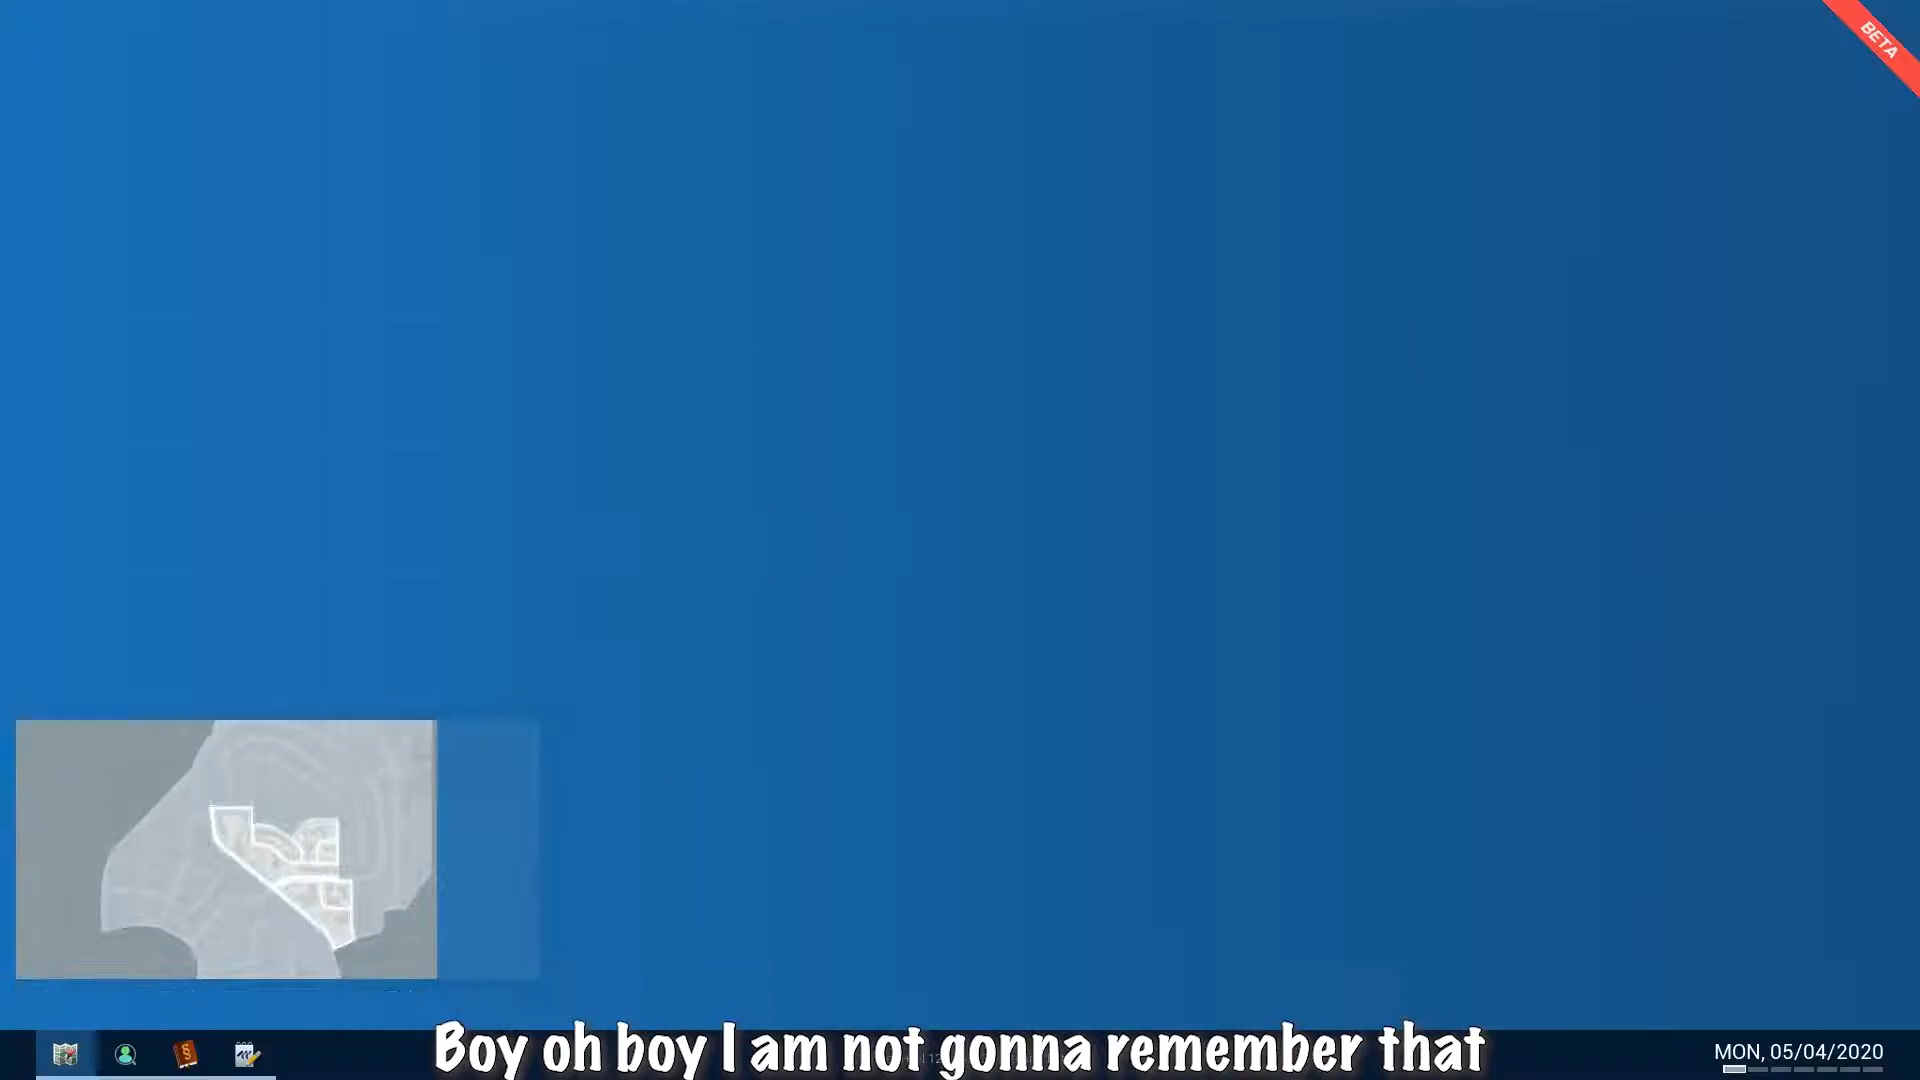 BETA
Boy oh boy I am not gonna remember that
MON, 05/04/2020